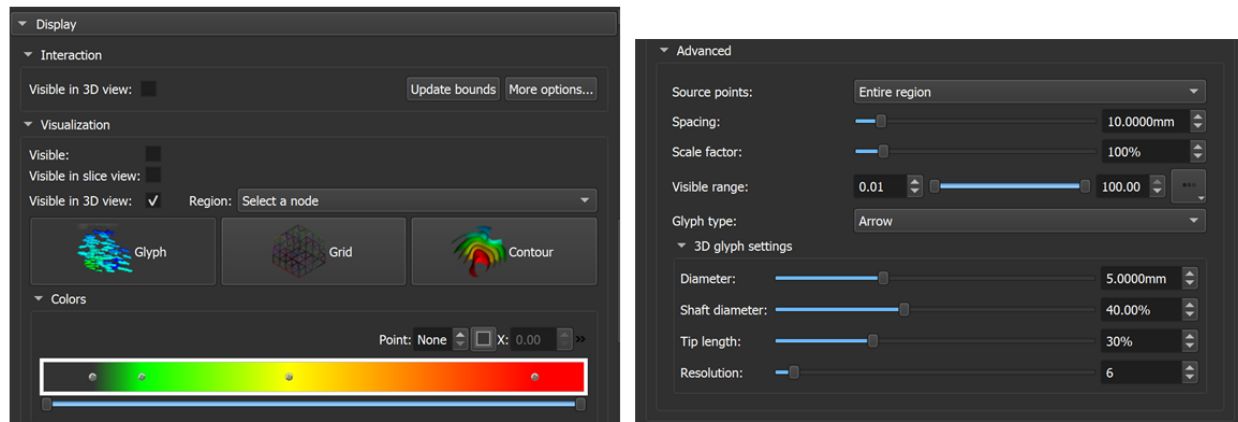 Display
Interaction
Visible in 3D view: Update bounds More options...
Visualization
Visible:
Visible in slice view:
Visible in 3D view: Region: Select a node
Glyph Grid Contour
Colors
Point: None X: 0.00 »
Advanced
Source points: Entire region
Spacing: 10.0000mm
Scale factor: 100%
Visible range: 0.01 100.00 ...
Glyph type: Arrow
3D glyph settings
Diameter: 5.0000mm
Shaft diameter: 40.00%
Tip length: 30%
Resolution: 6